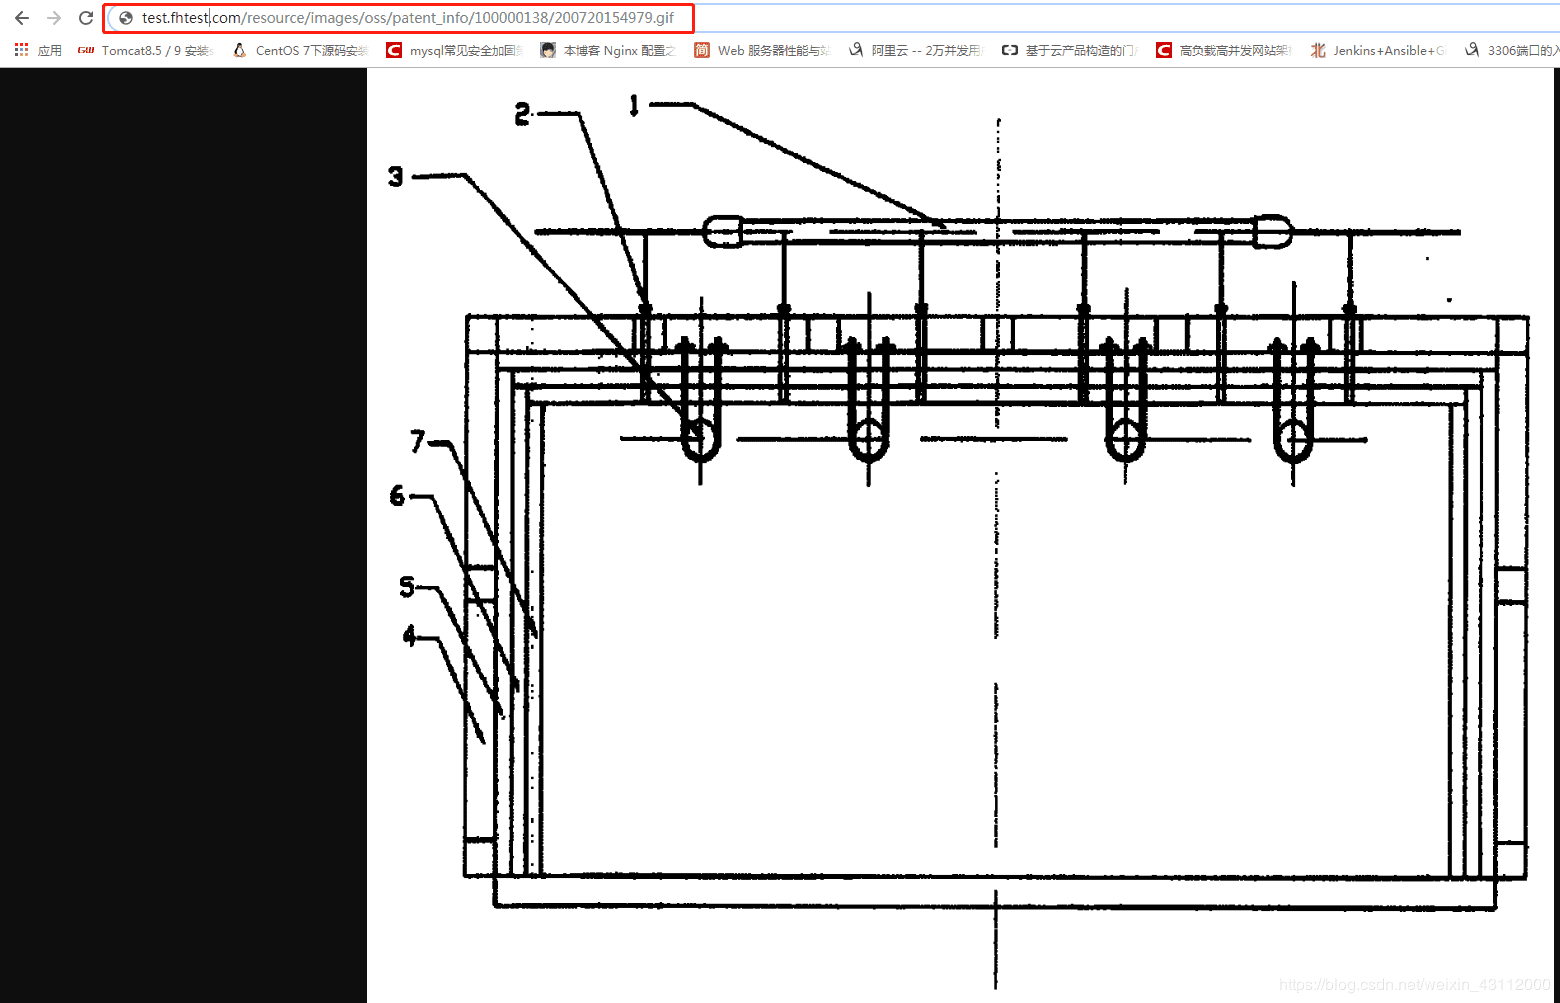 test.fhtest.com/resource/images/oss/patent_info/100000138/200720154979.gif
应用 Tomcat8.5 / 9 安装 CentOS 7下源码安装 mysql常见安全加固 本博客 Nginx 配置之 简 Web 服务器性能与站 阿里云 -- 2万并发用 基于云产品构造的门 高负载高并发网站架 Jenkins+Ansible+G 3306端口的入
1
2
3
7
6
5
4
https://blog.csdn.net/weixin_43112000